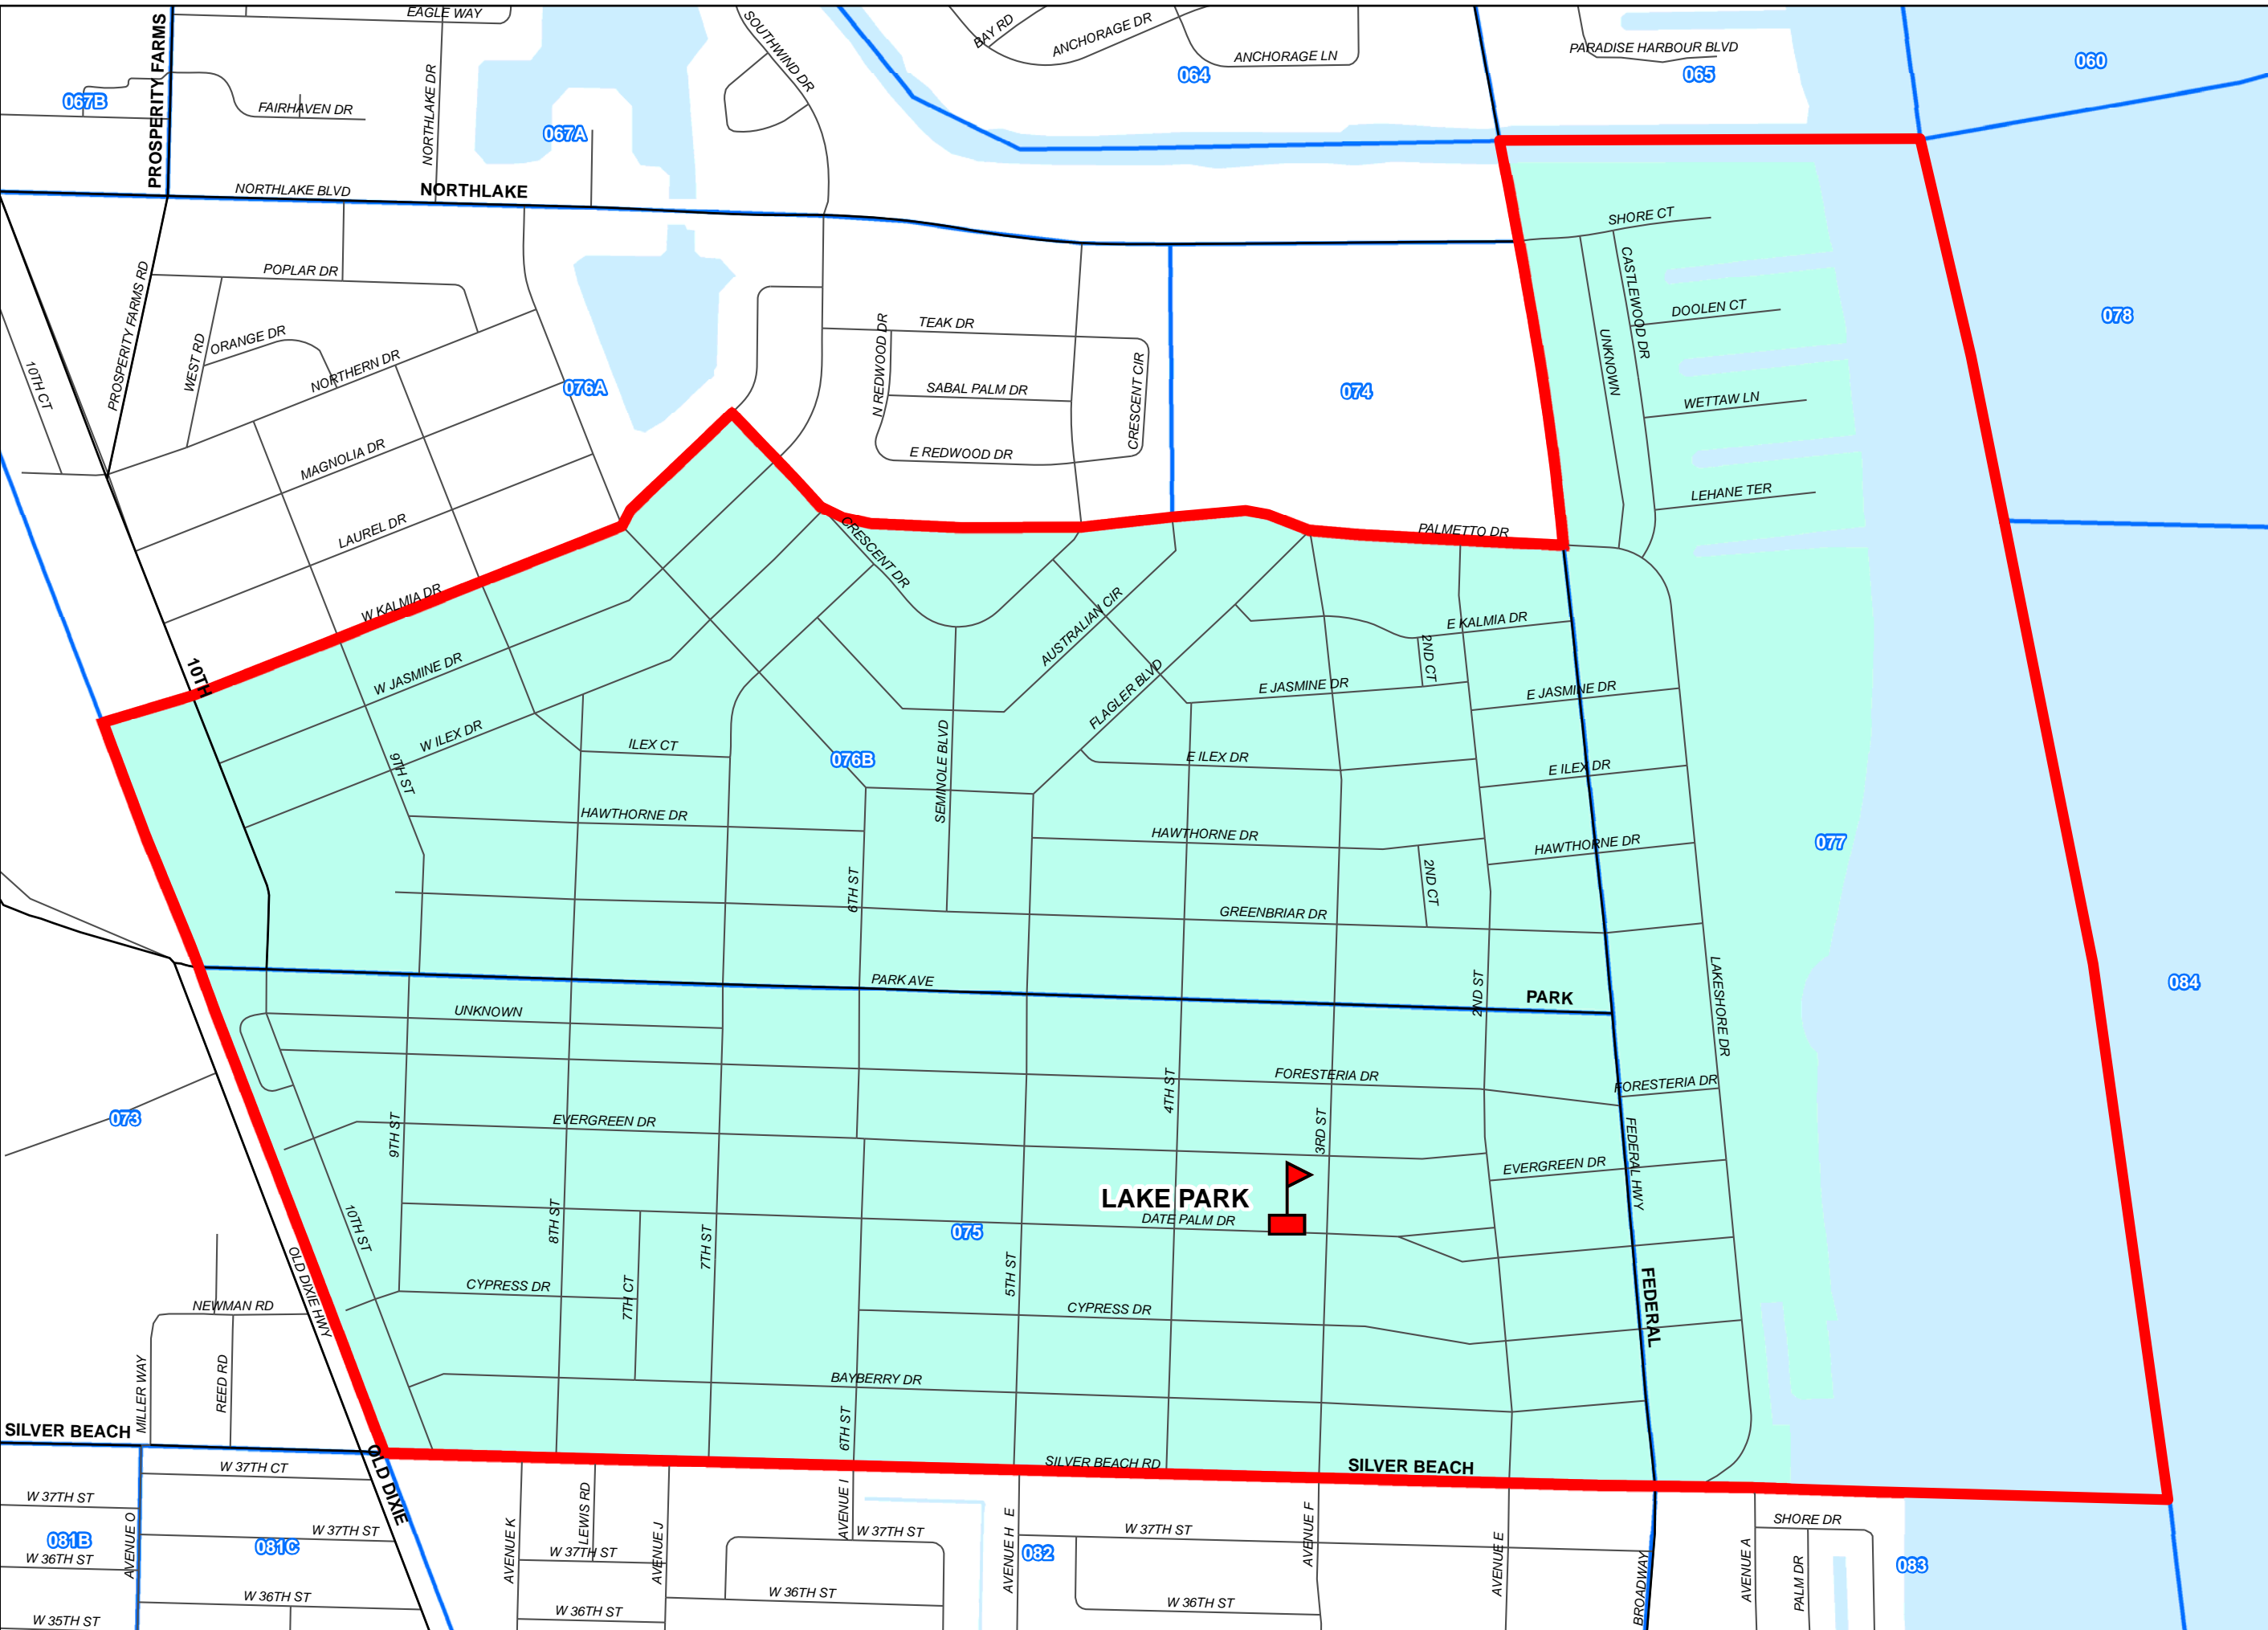 EAGLE WAY
SOUTHWIND DR
BAY RD
ANCHORAGE DR
ANCHORAGE LN
PARADISE HARBOUR BLVD
060
064
065
067B
PROSPERITY FARMS
FAIRHAVEN DR
NORTHLAKE DR
067A
NORTHLAKE BLVD
NORTHLAKE
SHORE CT
CASTLEWOOD DR
POPLAR DR
PROSPERITY FARMS RD
DOOLEN CT
078
TEAK DR
N REDWOOD DR
CRESCENT CIR
UNKNOWN
ORANGE DR
WEST RD
10TH CT
NORTHERN DR
076A
SABAL PALM DR
074
WETTAW LN
MAGNOLIA DR
E REDWOOD DR
LEHANE TER
LAUREL DR
CRESCENT DR
PALMETTO DR
W KALMIA DR
AUSTRALIAN CIR
E KALMIA DR
2ND CT
10TH
W JASMINE DR
FLAGLER BLVD
E JASMINE DR
E JASMINE DR
W ILEX DR
9TH ST
ILEX CT
076B
SEMINOLE BLVD
E ILEX DR
E ILEX DR
HAWTHORNE DR
HAWTHORNE DR
HAWTHORNE DR
077
6TH ST
2ND CT
GREENBRIAR DR
PARK AVE
2ND ST
PARK
LAKESHORE DR
084
UNKNOWN
FORESTERIA DR
FORESTERIA DR
4TH ST
073
9TH ST
EVERGREEN DR
3RD ST
EVERGREEN DR
FEDERAL HWY
LAKE PARK
10TH ST
8TH ST
7TH ST
075
DATE PALM DR
OLD DIXIE HWY
CYPRESS DR
7TH CT
5TH ST
CYPRESS DR
FEDERAL
NEWMAN RD
MILLER WAY
REED RD
BAYBERRY DR
SILVER BEACH
6TH ST
SILVER BEACH RD
SILVER BEACH
OLD DIXIE
W 37TH CT
W 37TH ST
081B
AVENUE O
W 37TH ST
081C
AVENUE K
LEWIS RD
W 37TH ST
AVENUE J
AVENUE I
W 37TH ST
AVENUE H E
082
W 37TH ST
AVENUE F
AVENUE E
BROADWAY
AVENUE A
SHORE DR
PALM DR
083
W 36TH ST
W 36TH ST
W 36TH ST
W 36TH ST
W 36TH ST
W 35TH ST